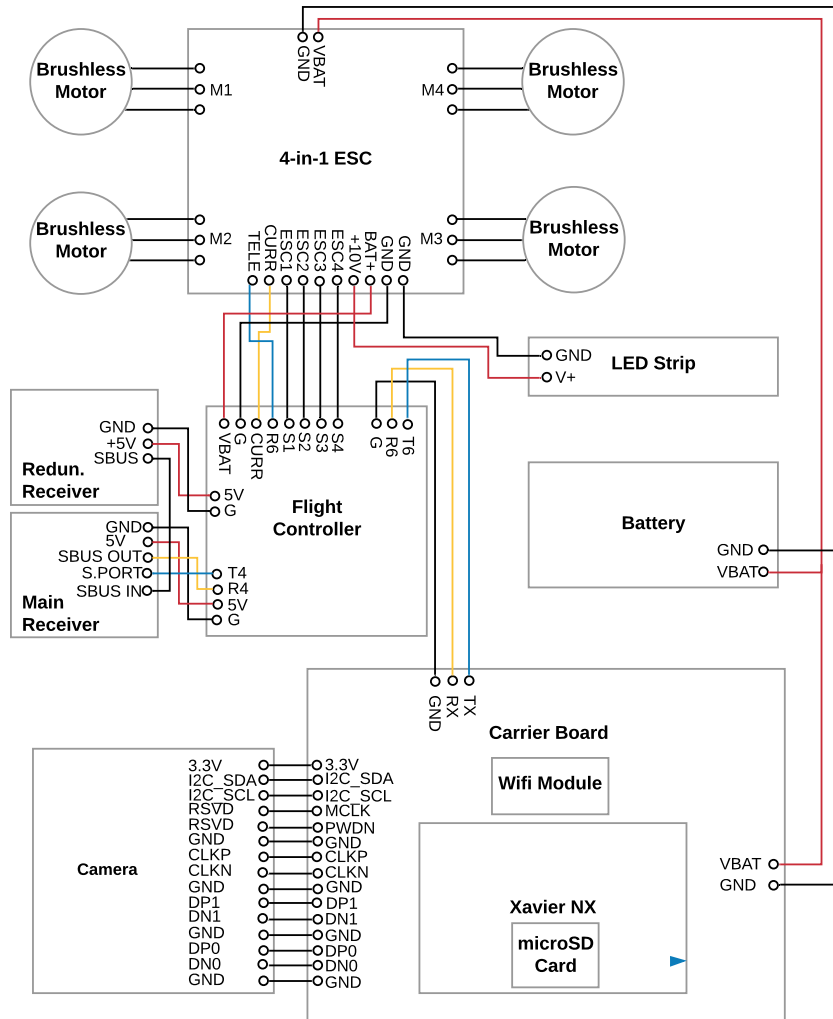 GND
VBAT
Brushless
Motor
M1
M4
Brushless
Motor
4-in-1 ESC
Brushless
Motor
M2
M3
Brushless
Motor
TELE
CURR
ESC1
ESC2
ESC3
ESC4
+10V
BAT+
GND
GND
GND
V+
LED Strip
VBAT
G
CURR
R6
S1
S2
S3
S4
G
R6
T6
GND
+5V
SBUS
Redun.
Receiver
5V
G
Flight
Controller
GND
5V
SBUS OUT
S.PORT
SBUS IN
Main
Receiver
T4
R4
5V
G
Battery
GND
VBAT
GND
RX
TX
Carrier Board
Wifi Module
Camera
3.3V
I2C_SDA
I2C_SCL
RSVD
RSVD
GND
CLKP
CLKN
GND
DP1
DN1
GND
DP0
DN0
GND
3.3V
I2C_SDA
I2C_SCL
MCLK
PWDN
GND
CLKP
CLKN
GND
DP1
DN1
GND
DP0
DN0
GND
VBAT
GND
Xavier NX
microSD
Card